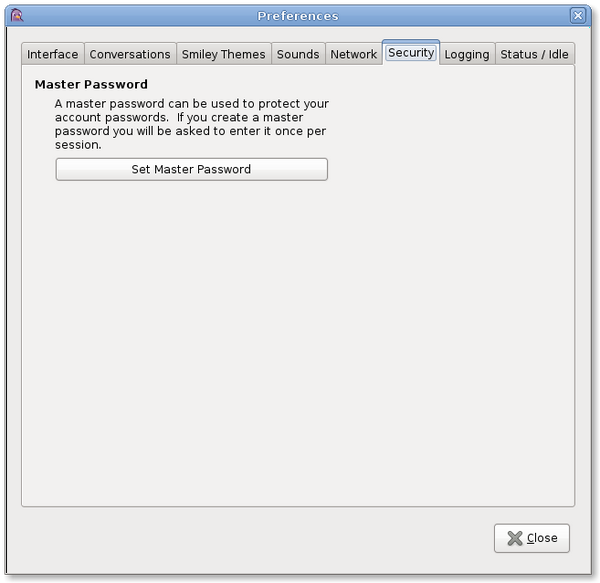 Preferences
Interface
Conversations
Smiley Themes
Sounds
Network
Security
Logging
Status / Idle
Master Password
A master password can be used to protect your
account passwords.  If you create a master
password you will be asked to enter it once per
session.
Set Master Password
Close